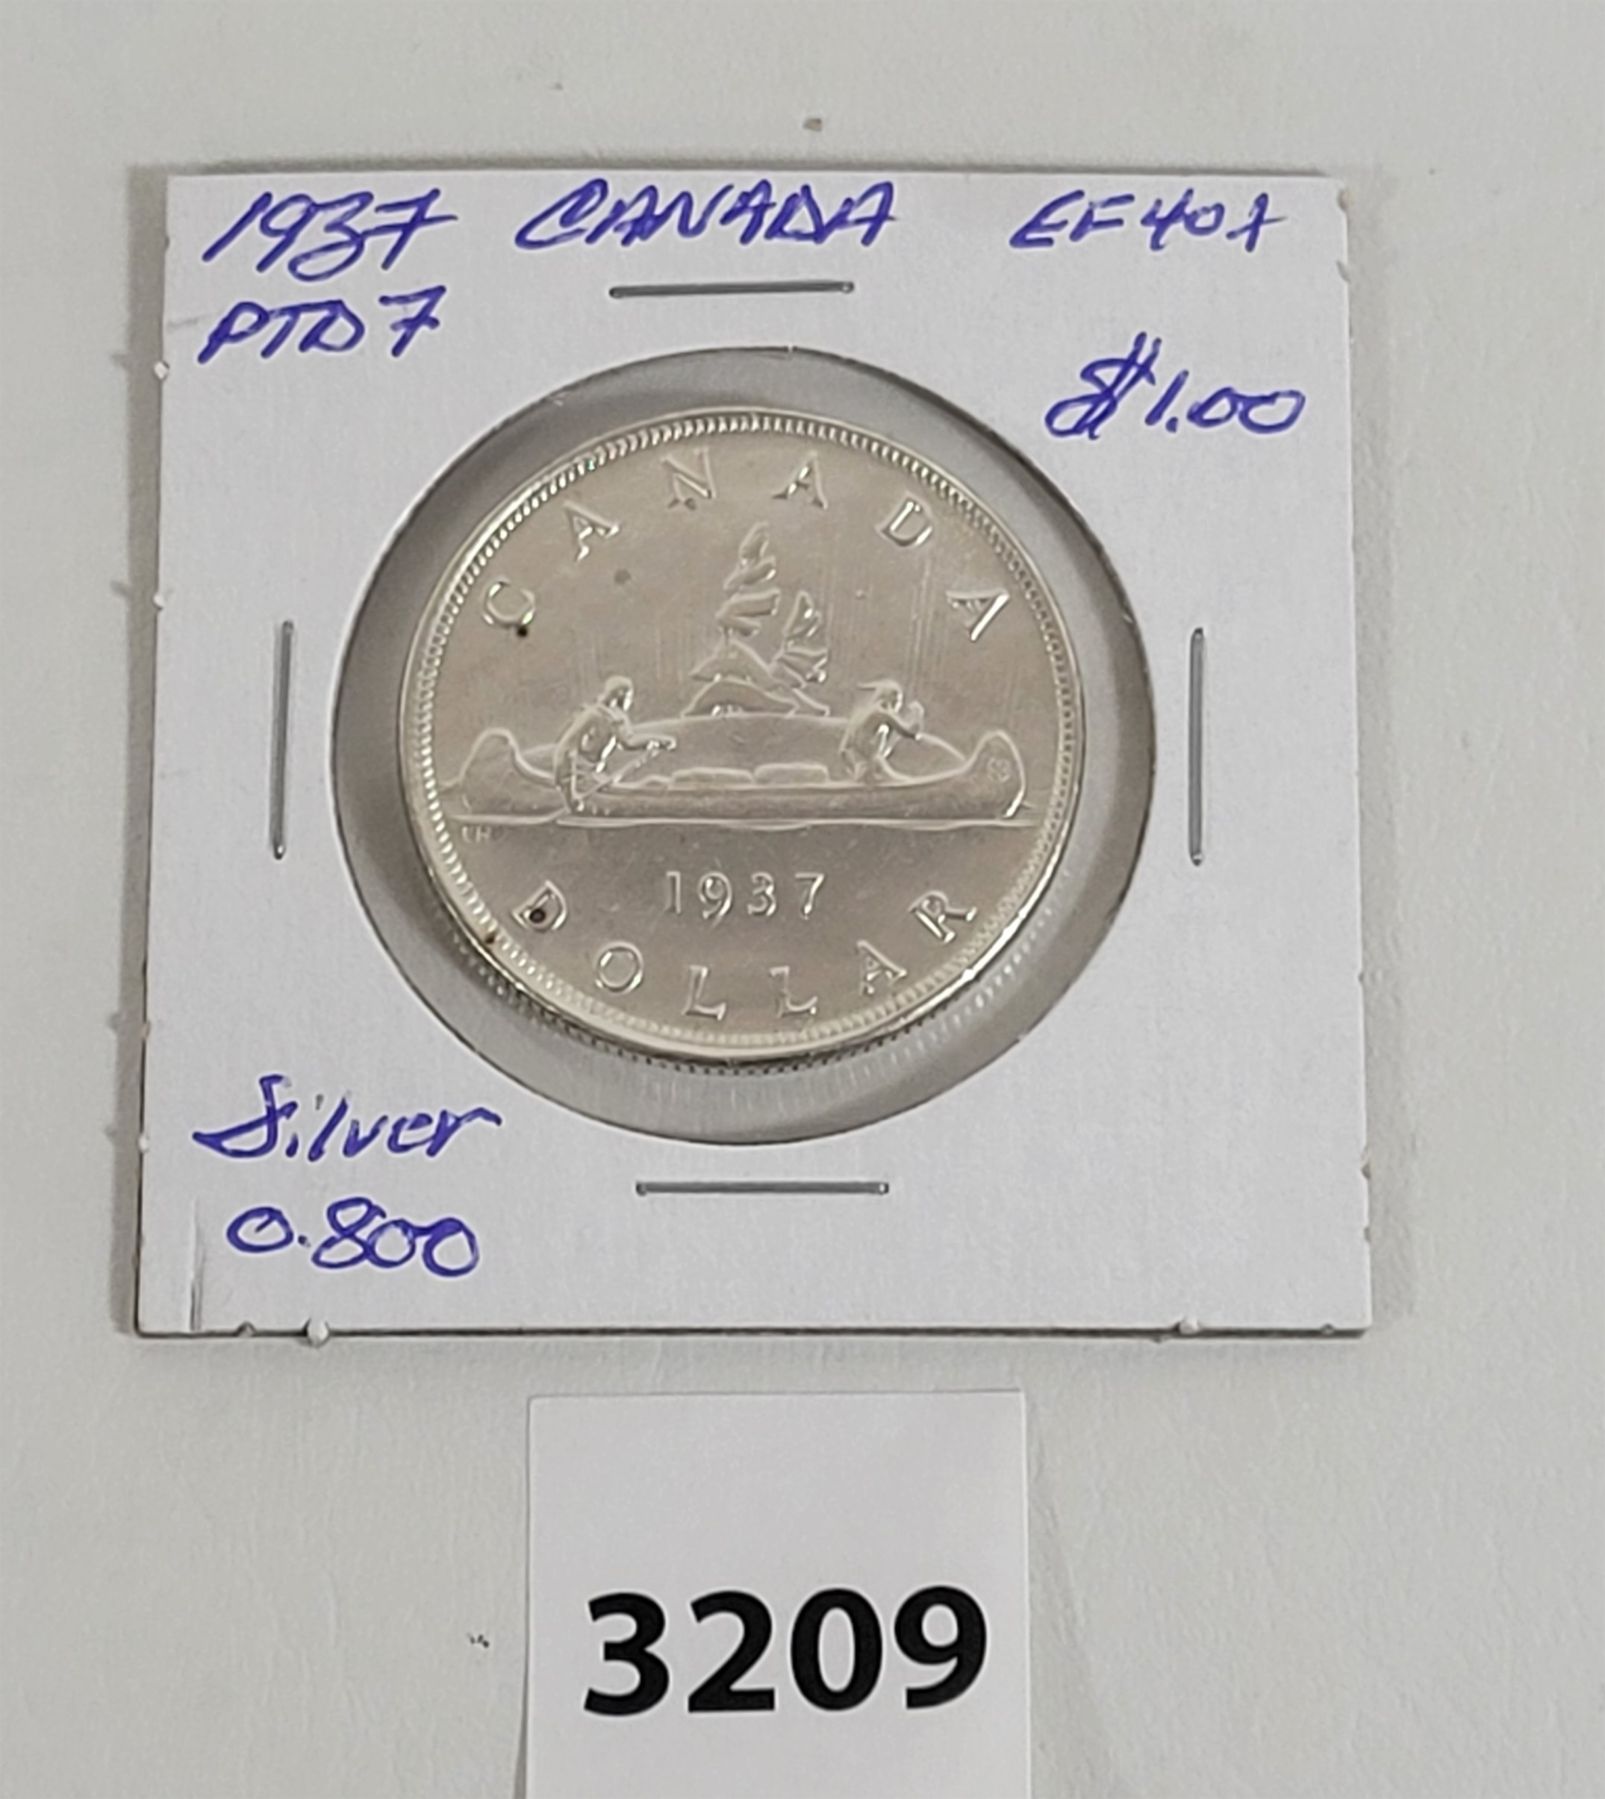 1937 CANADA EF40+
PTD 7
$1.00
CANADA
1937
DOLLAR
Silver
0.800
3209